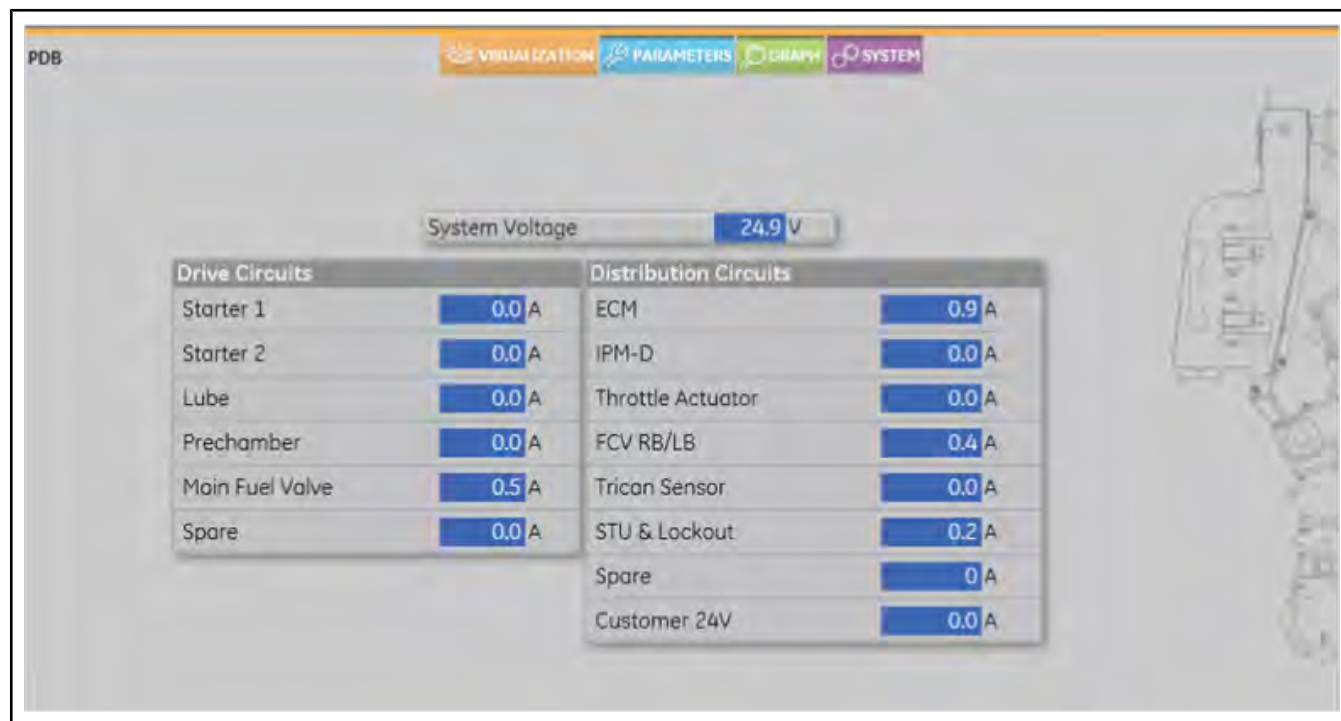 PDB
VISUALIZATION PARAMETERS GRAPH SYSTEM
System Voltage 24.9 V
Drive Circuits
Starter 1 0.0 A
Starter 2 0.0 A
Lube 0.0 A
Prechamber 0.0 A
Main Fuel Valve 0.5 A
Spare 0.0 A
Distribution Circuits
ECM 0.9 A
IPM-D 0.0 A
Throttle Actuator 0.0 A
FCV RB/LB 0.4 A
Trican Sensor 0.0 A
STU & Lockout 0.2 A
Spare 0 A
Customer 24V 0.0 A